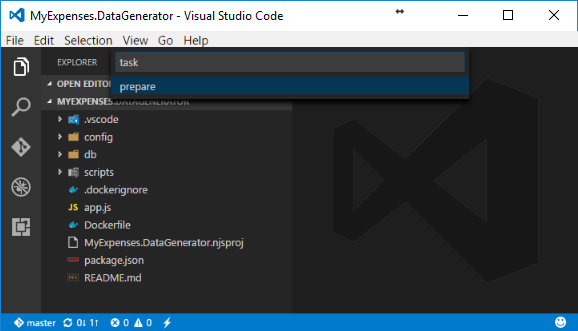 MyExpenses.DataGenerator - Visual Studio Code
File Edit Selection View Go Help
EXPLORER
task
prepare
OPEN EDITO
MYEXPENSES.DATAGENERATOR
.vscode
config
db
scripts
.dockerignore
JS app.js
Dockerfile
MyExpenses.DataGenerator.njsproj
package.json
README.md
master 0↓ 1↑ 0 0